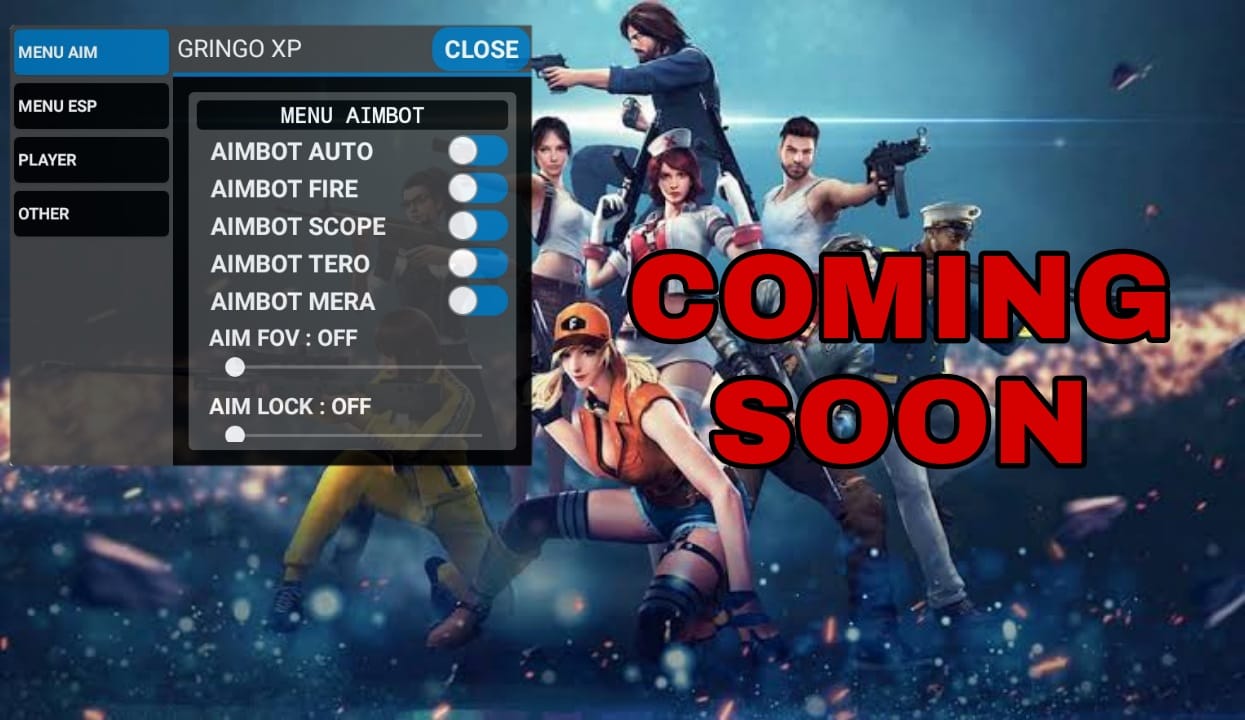 MENU AIM
MENU ESP
PLAYER
OTHER
GRINGO XP
CLOSE
MENU AIMBOT
AIMBOT AUTO
AIMBOT FIRE
AIMBOT SCOPE
AIMBOT TERO
AIMBOT MERA
AIM FOV : OFF
AIM LOCK : OFF
F
COMING
SOON